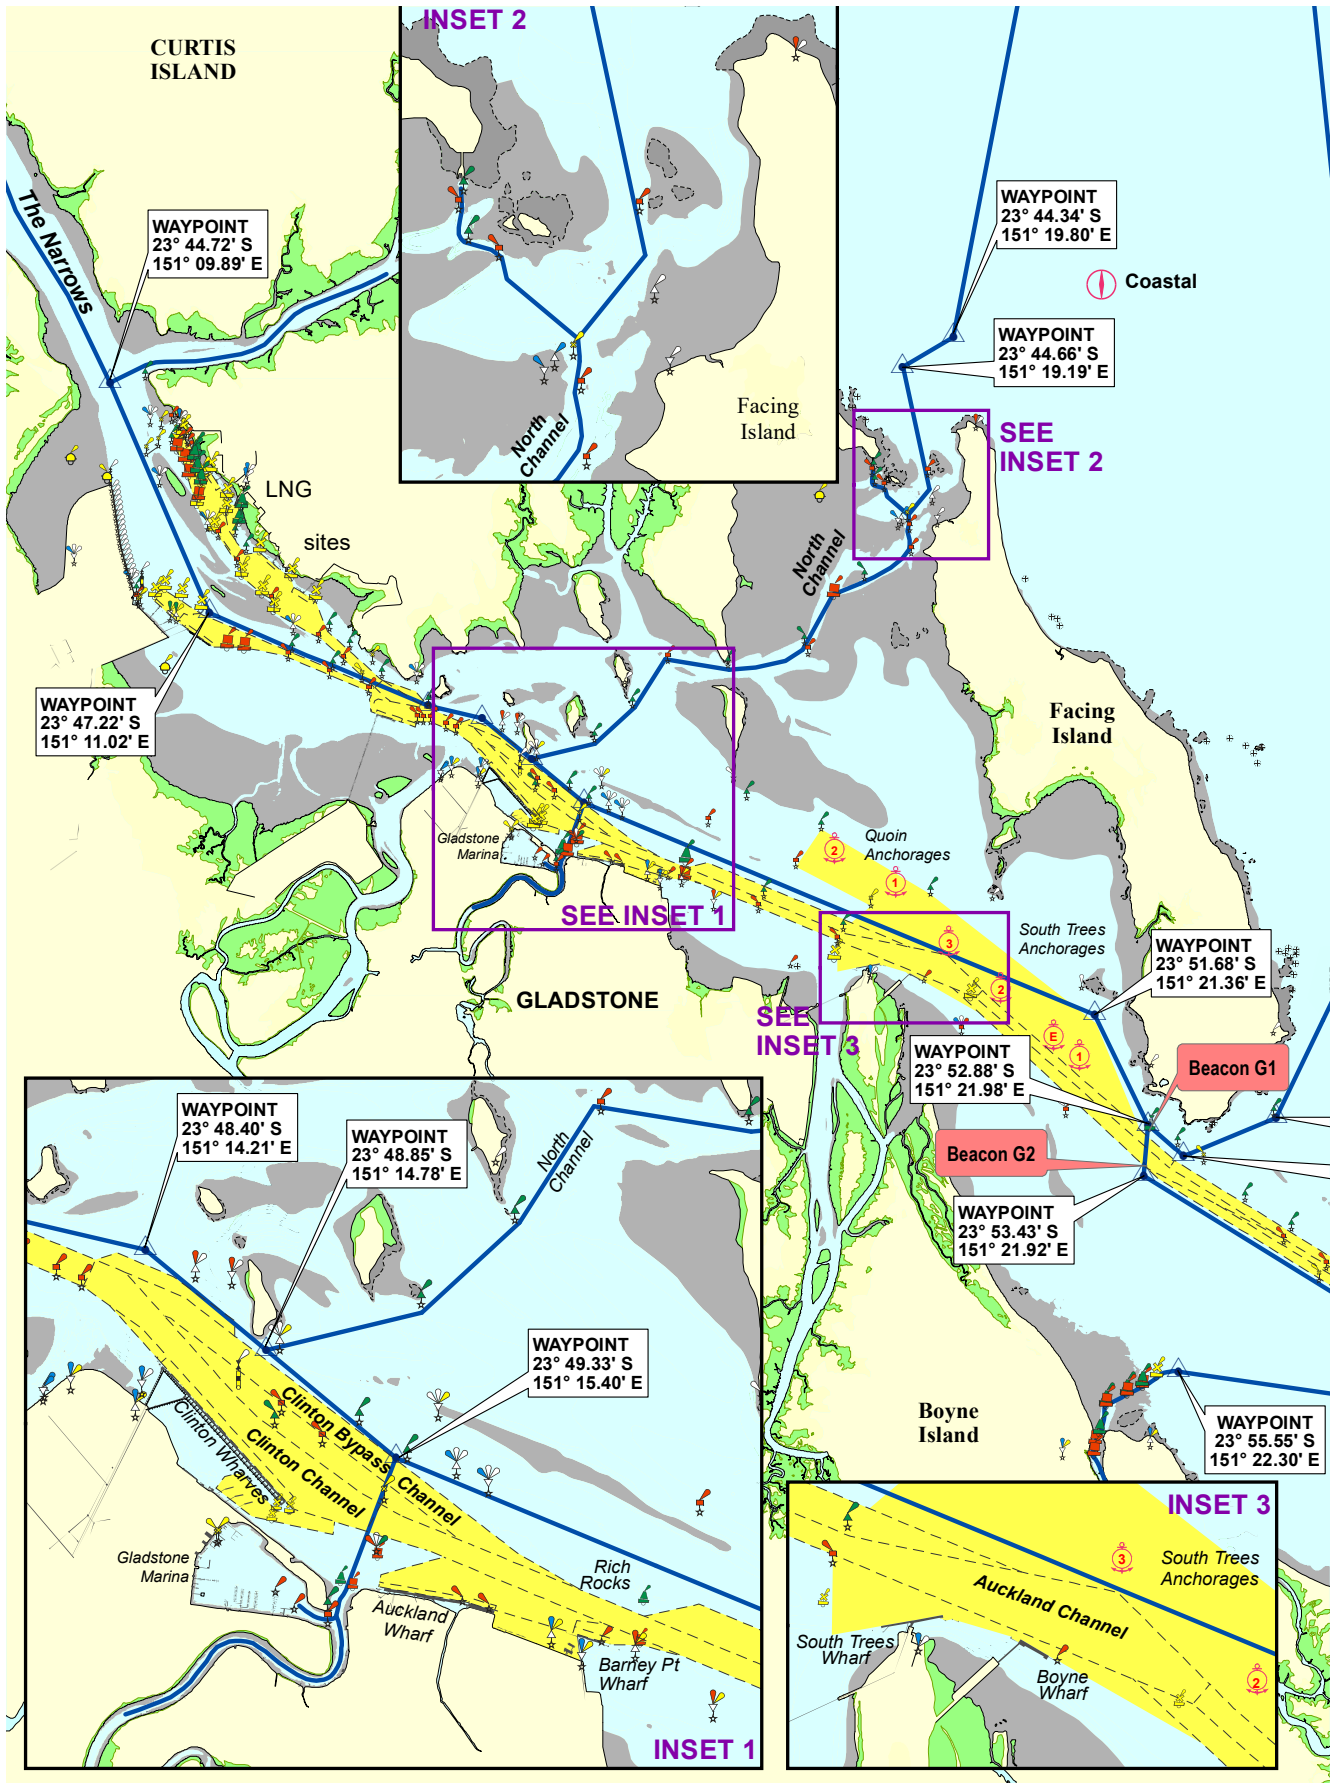 INSET 2
CURTIS
ISLAND
The Narrows
WAYPOINT
23° 44.72' S
151° 09.89' E
WAYPOINT
23° 44.34' S
151° 19.80' E
Coastal
WAYPOINT
23° 44.66' S
151° 19.19' E
Facing
Island
North
Channel
SEE
INSET 2
LNG
sites
North
Channel
WAYPOINT
23° 47.22' S
151° 11.02' E
Facing
Island
Gladstone
Marina
2
Quoin
Anchorages
1
SEE INSET 1
3
South Trees
Anchorages
2
WAYPOINT
23° 51.68' S
151° 21.36' E
GLADSTONE
SEE
INSET 3
E
1
WAYPOINT
23° 52.88' S
151° 21.98' E
Beacon G1
Beacon G2
WAYPOINT
23° 53.43' S
151° 21.92' E
WAYPOINT
23° 48.40' S
151° 14.21' E
WAYPOINT
23° 48.85' S
151° 14.78' E
North
Channel
WAYPOINT
23° 49.33' S
151° 15.40' E
Clinton Bypass Channel
Clinton Channel
Clinton Wharves
Gladstone
Marina
Rich
Rocks
Auckland
Wharf
Barney Pt
Wharf
INSET 1
Boyne
Island
WAYPOINT
23° 55.55' S
151° 22.30' E
INSET 3
3
South Trees
Anchorages
Auckland Channel
South Trees
Wharf
Boyne
Wharf
2